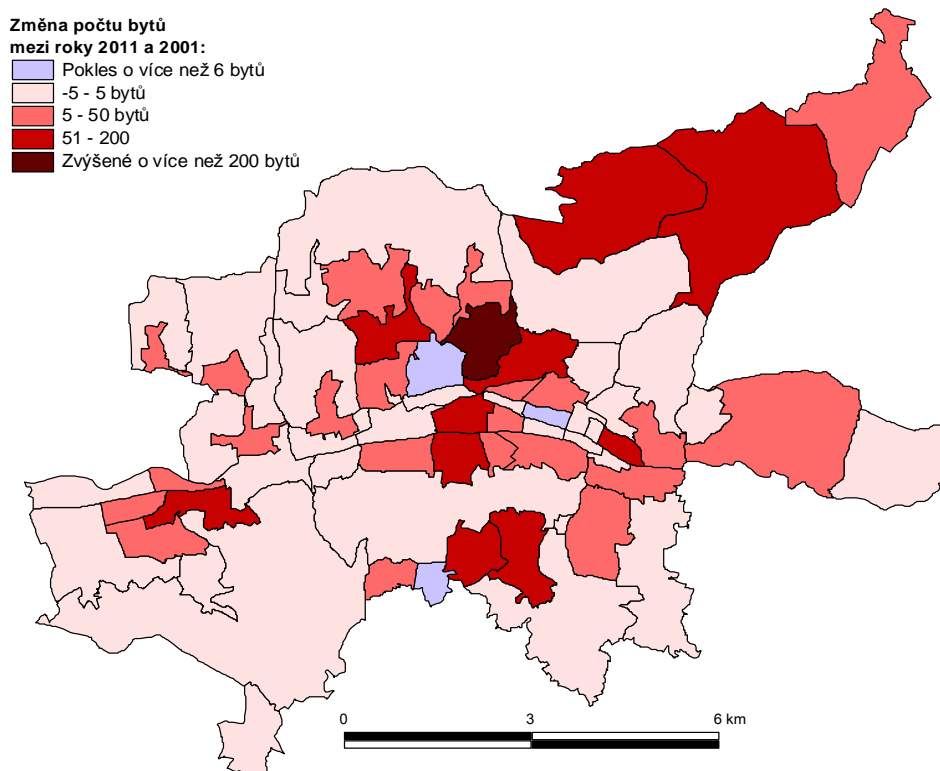 Změna počtu bytů
mezi roky 2011 a 2001:
Pokles o více než 6 bytů
-5 - 5 bytů
5 - 50 bytů
51 - 200
Zvýšené o více než 200 bytů
0 3 6 km